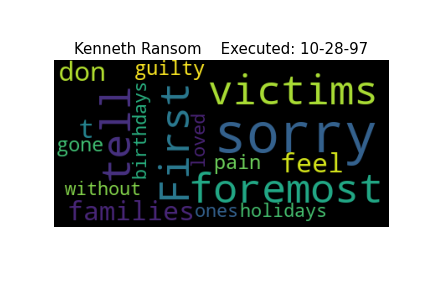 Kenneth Ransom    Executed: 10-28-97
don
guilty
victims
tell
birthdays
First
loved
sorry
t
gone
pain
feel
without
foremost
families
ones
holidays